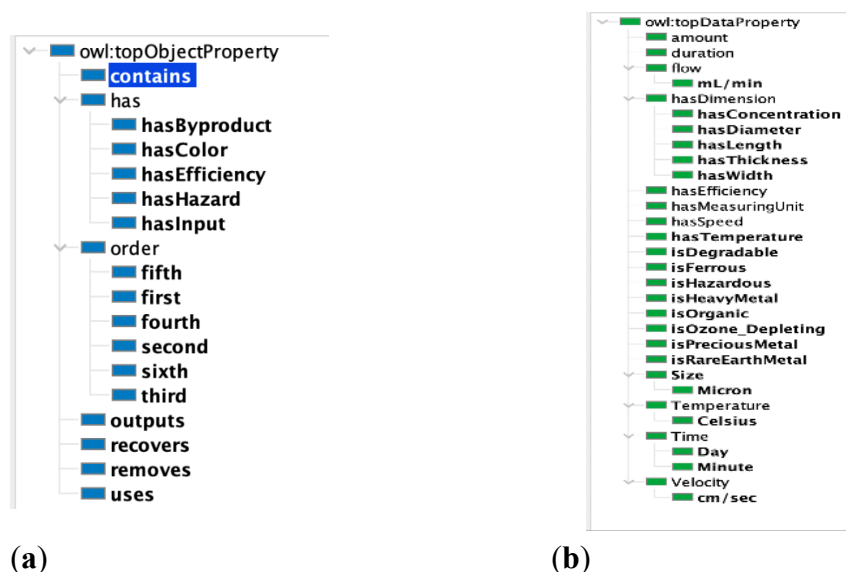 owl:topObjectProperty
contains
has
hasByproduct
hasColor
hasEfficiency
hasHazard
hasInput
order
fifth
first
fourth
second
sixth
third
outputs
recovers
removes
uses
(a)
owl:topDataProperty
amount
duration
flow
mL/min
hasDimension
hasConcentration
hasDiameter
hasLength
hasThickness
hasWidth
hasEfficiency
hasMeasuringUnit
hasSpeed
hasTemperature
isDegradable
isFerrous
isHazardous
isHeavyMetal
isOrganic
isOzone_Depleting
isPreciousMetal
isRareEarthMetal
Size
Micron
Temperature
Celsius
Time
Day
Minute
Velocity
cm/sec
(b)